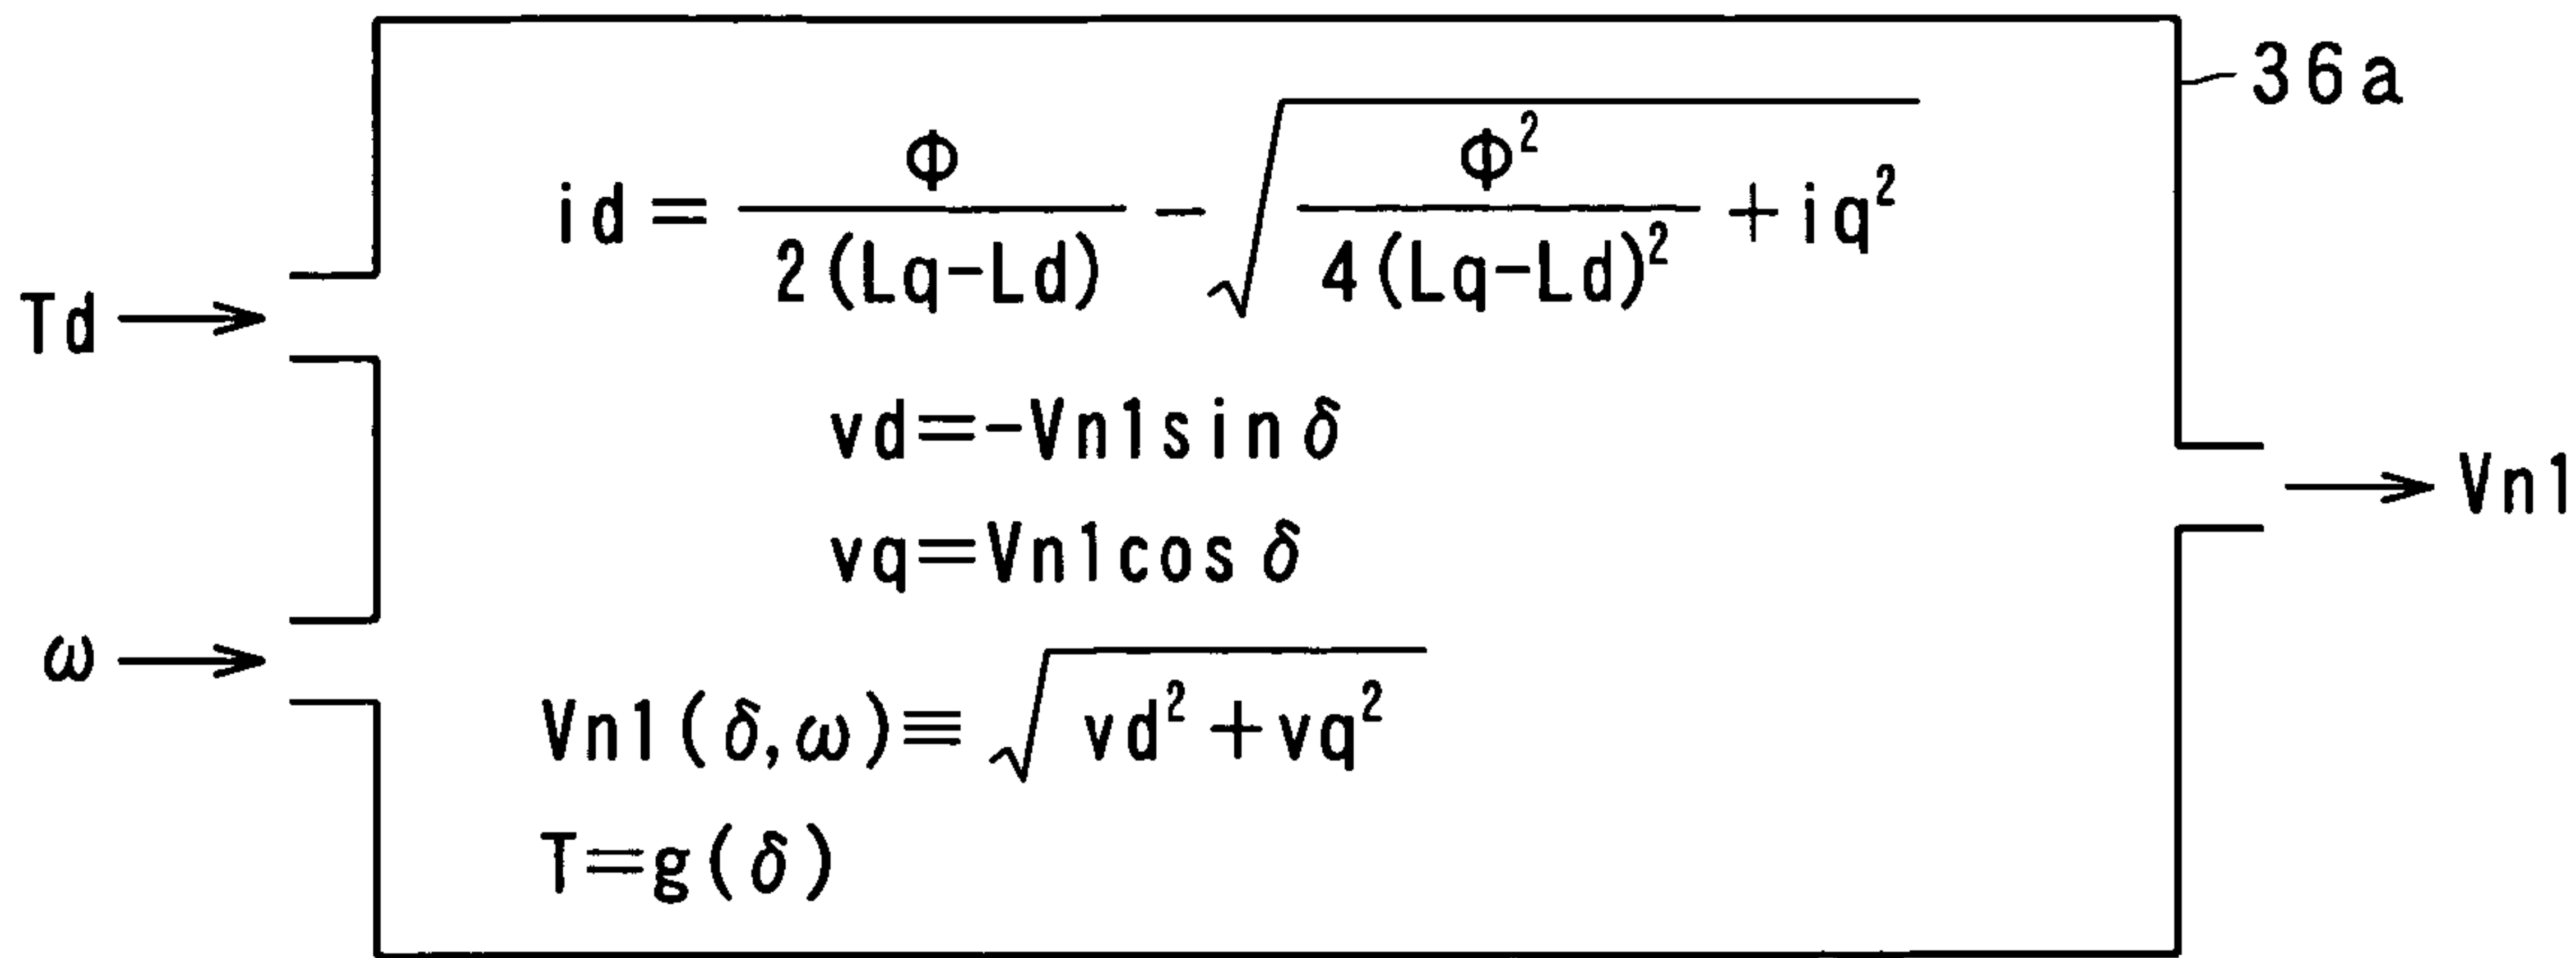 36a
id = Φ/2(Lq-Ld) - √(Φ²/4(Lq-Ld)² + iq²)
Td
vd=-Vn1sinδ
Vn1
vq=Vn1cosδ
ω
Vn1(δ,ω)≡√(vd²+vq²)
T=g(δ)